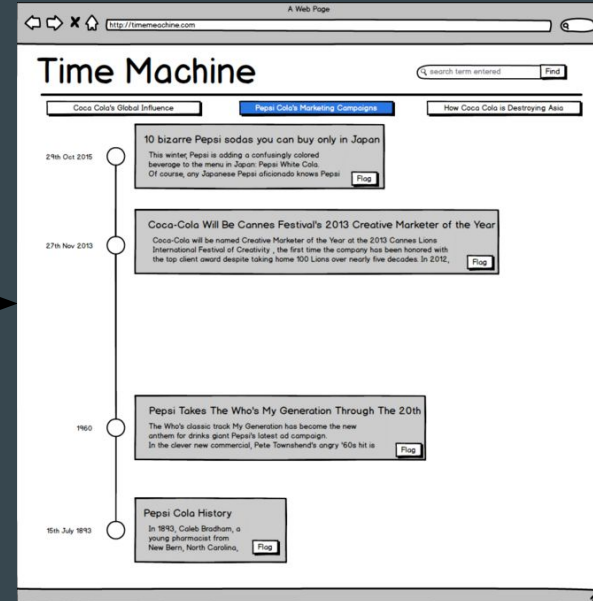 A Web Page
http://timemeachine.com
Time Machine
search term entered
Find
Coca Cola's Global Influence
Pepsi Cola's Marketing Campaigns
How Coca Cola is Destroying Asia
29th Oct 2015
10 bizarre Pepsi sodas you can buy only in Japan
This winter, Pepsi is adding a confusingly colored
beverage to the menu in Japan: Pepsi White Cola.
Of course, any Japanese Pepsi aficionado knows Pepsi
Flag
27th Nov 2013
Coca-Cola Will Be Cannes Festival's 2013 Creative Marketer of the Year
Coca-Cola will be named Creative Marketer of the Year at the 2013 Cannes Lions
International Festival of Creativity , the first time the company has been honored with
the top client award despite taking home 100 Lions over nearly five decades. In 2012,
Flag
1960
Pepsi Takes The Who's My Generation Through The 20th
The Who's classic track My Generation has become the new
anthem for drinks giant Pepsi's latest ad campaign.
In the clever new commercial, Pete Townshend's angry '60s hit is
Flag
15th July 1893
Pepsi Cola History
In 1893, Caleb Bradham, a
young pharmacist from
New Bern, North Carolina,
Flag